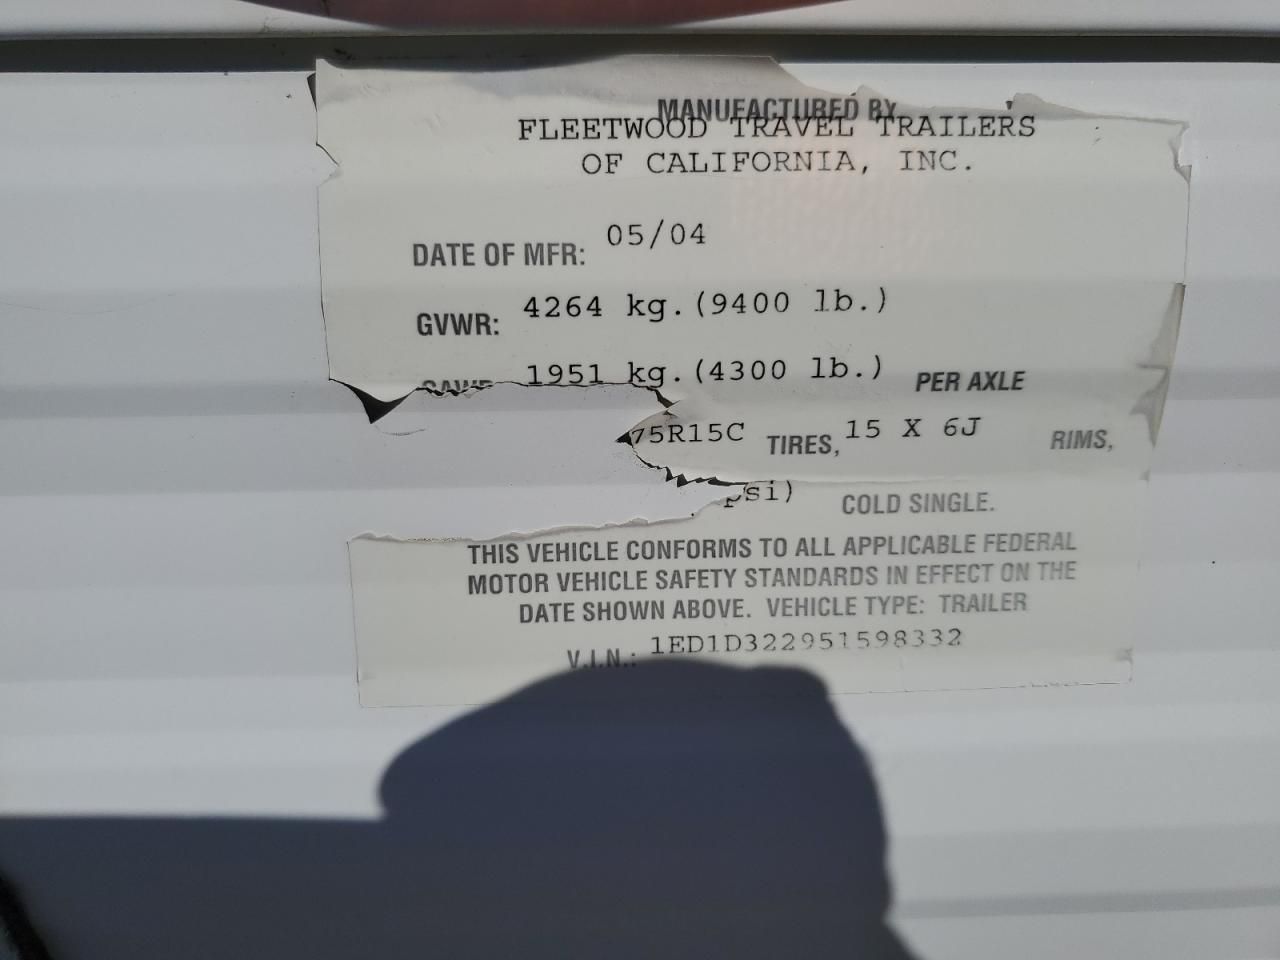 MANUFACTURED BY
FLEETWOOD TRAVEL TRAILERS
OF CALIFORNIA, INC.
DATE OF MFR: 05/04
GVWR: 4264 kg.(9400 lb.)
GAWR 1951 kg.(4300 lb.) PER AXLE
75R15C TIRES, 15 X 6J RIMS,
psi) COLD SINGLE.
THIS VEHICLE CONFORMS TO ALL APPLICABLE FEDERAL
MOTOR VEHICLE SAFETY STANDARDS IN EFFECT ON THE
DATE SHOWN ABOVE. VEHICLE TYPE: TRAILER
V.I.N.: 1ED1D322951598332